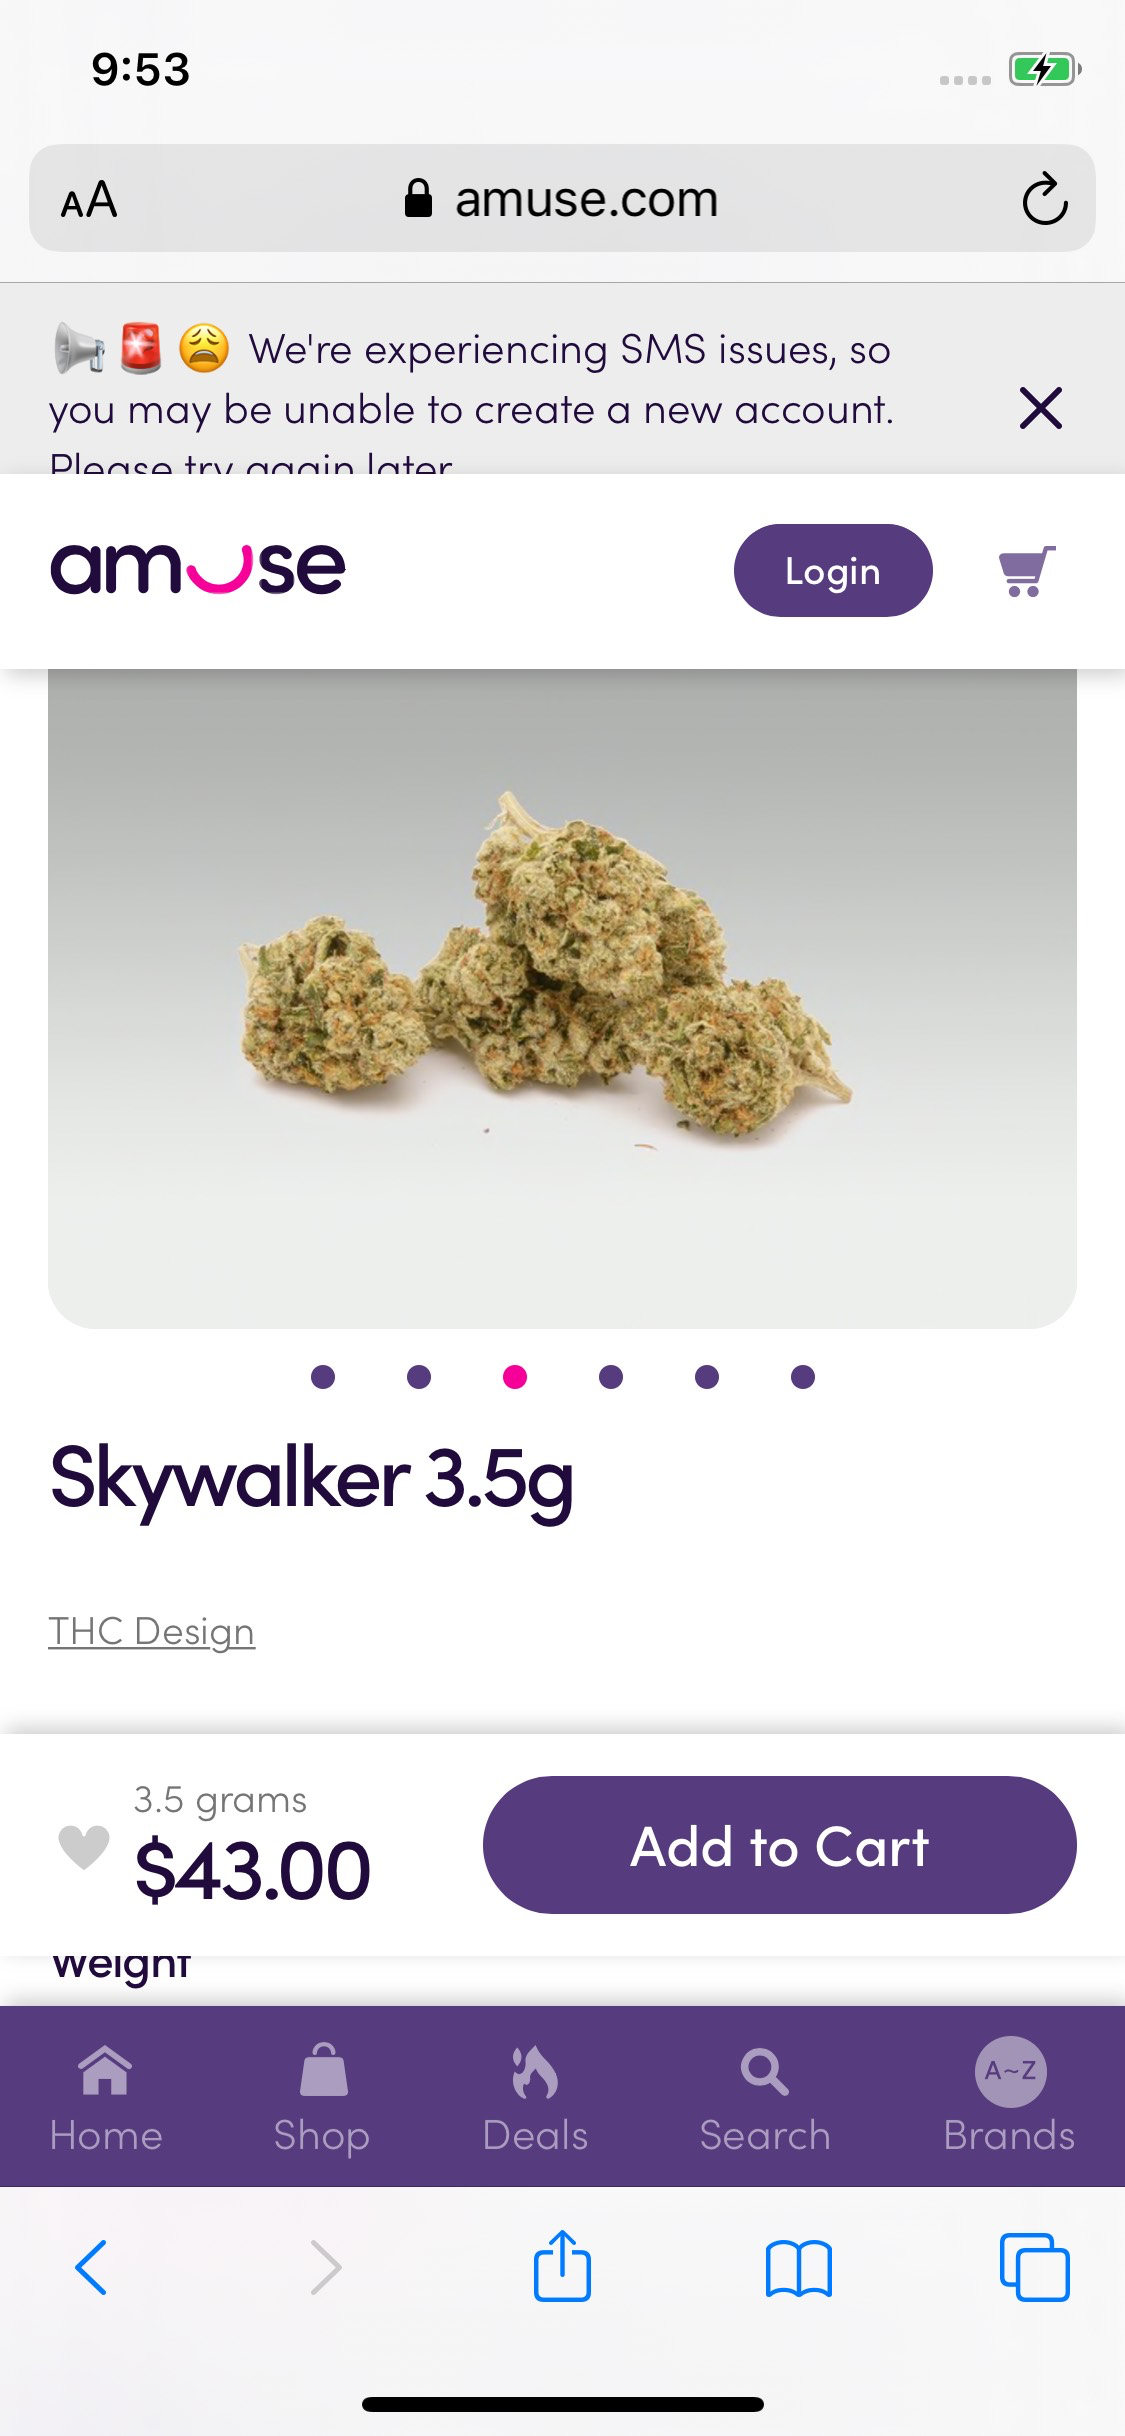 9:53
AA
amuse.com
We're experiencing SMS issues, so
you may be unable to create a new account.
Please try again later
amuse
Login
Skywalker 3.5g
THC Design
3.5 grams
$43.00
Add to Cart
Weight
Home
Shop
Deals
Search
A~Z
Brands